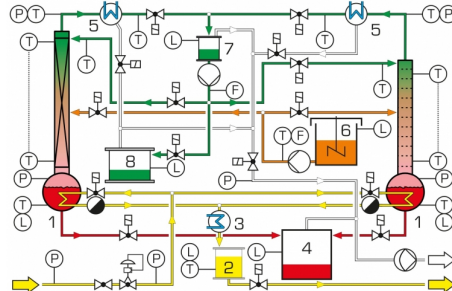 P T 5 5 T P
T L 7 L T
T T T
F
T F 6 L
T 8 L T
P P P
T T
L 1 3 1 L
P P L T 2 L 4